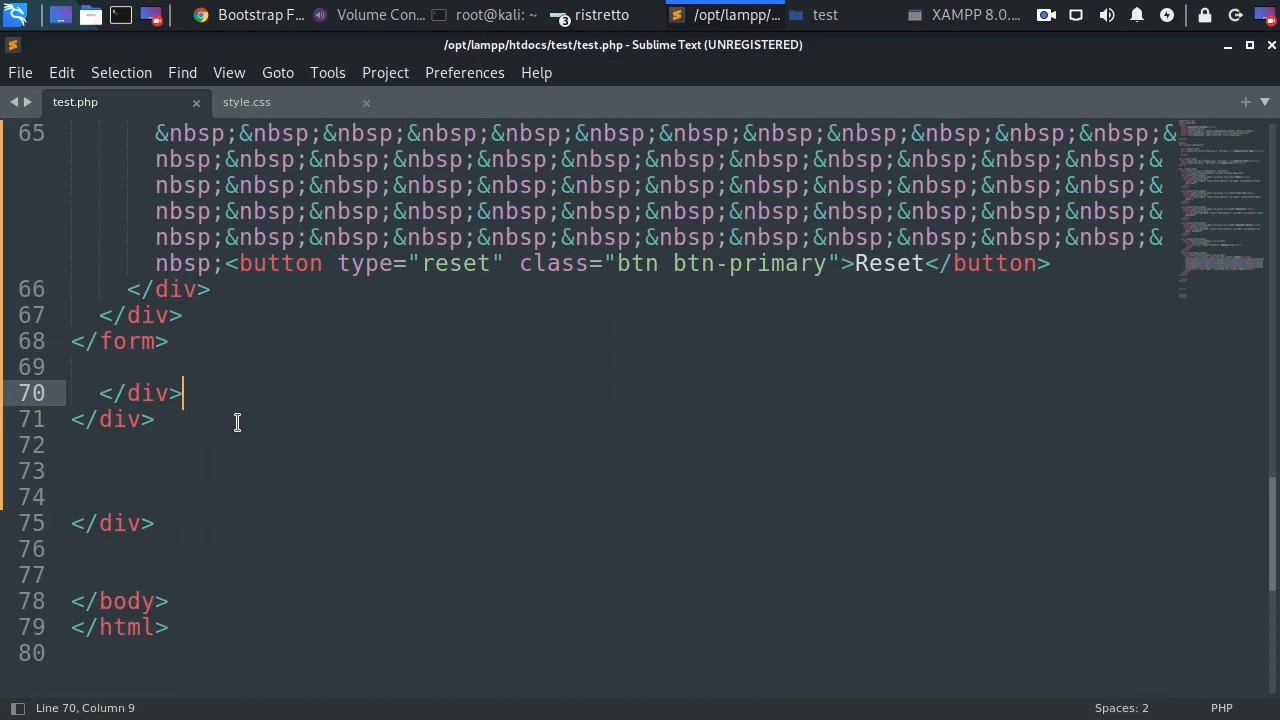 Bootstrap F... Volume Con... root@kali: ~ 3 ristretto /opt/lampp/... test XAMPP 8.0....
/opt/lampp/htdocs/test/test.php - Sublime Text (UNREGISTERED)
File Edit Selection Find View Goto Tools Project Preferences Help
test.php style.css
65 &nbsp;&nbsp;&nbsp;&nbsp;&nbsp;&nbsp;&nbsp;&nbsp;&nbsp;&nbsp;&nbsp;&nbsp;&
nbsp;&nbsp;&nbsp;&nbsp;&nbsp;&nbsp;&nbsp;&nbsp;&nbsp;&nbsp;&nbsp;&nbsp;&
nbsp;&nbsp;&nbsp;&nbsp;&nbsp;&nbsp;&nbsp;&nbsp;&nbsp;&nbsp;&nbsp;&nbsp;&
nbsp;&nbsp;&nbsp;&nbsp;&nbsp;&nbsp;&nbsp;&nbsp;&nbsp;&nbsp;&nbsp;&nbsp;&
nbsp;&nbsp;&nbsp;&nbsp;&nbsp;&nbsp;&nbsp;&nbsp;&nbsp;&nbsp;&nbsp;&nbsp;&
nbsp;<button type="reset" class="btn btn-primary">Reset</button>
66 </div>
67 </div>
68 </form>
69
70 </div>
71 </div>
72
73
74
75 </div>
76
77
78 </body>
79 </html>
80
Line 70, Column 9 Spaces: 2 PHP